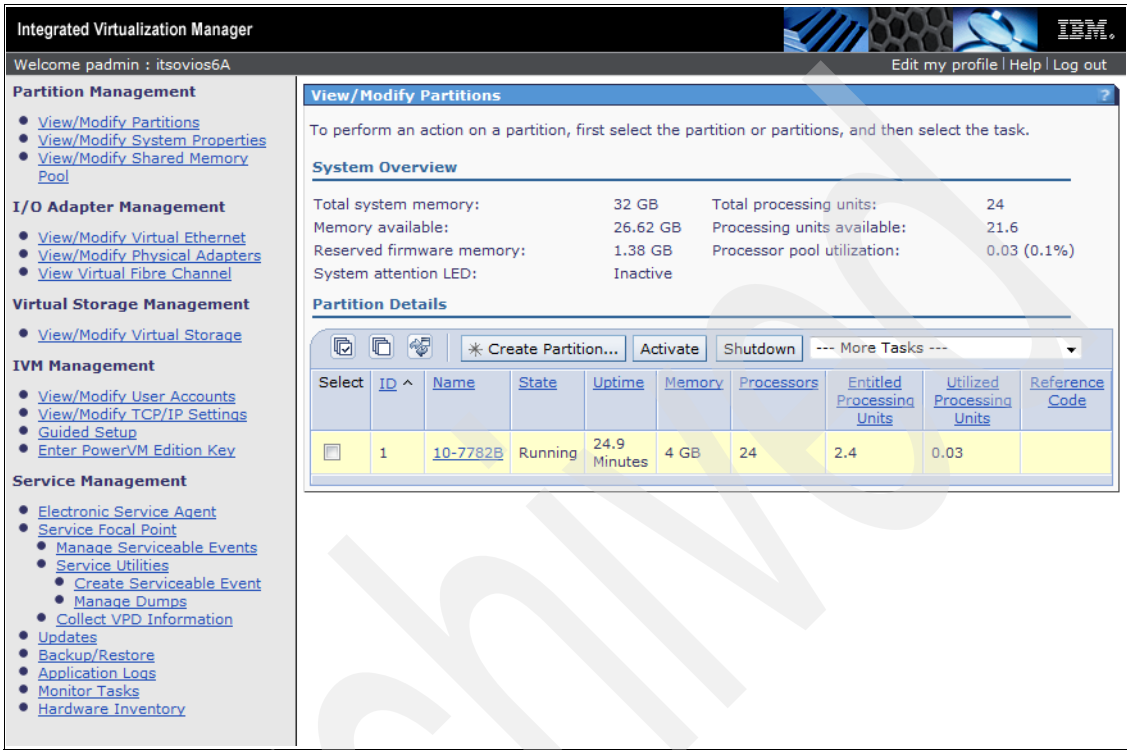 Integrated Virtualization Manager
IBM.
Welcome padmin : itsovios6A
Edit my profile | Help | Log out
Partition Management
View/Modify Partitions
View/Modify System Properties
View/Modify Shared Memory
Pool
I/O Adapter Management
View/Modify Virtual Ethernet
View/Modify Physical Adapters
View Virtual Fibre Channel
Virtual Storage Management
View/Modify Virtual Storage
IVM Management
View/Modify User Accounts
View/Modify TCP/IP Settings
Guided Setup
Enter PowerVM Edition Key
Service Management
Electronic Service Agent
Service Focal Point
Manage Serviceable Events
Service Utilities
Create Serviceable Event
Manage Dumps
Collect VPD Information
Updates
Backup/Restore
Application Logs
Monitor Tasks
Hardware Inventory
View/Modify Partitions ?
To perform an action on a partition, first select the partition or partitions, and then select the task.
System Overview
Total system memory: 32 GB Total processing units: 24
Memory available: 26.62 GB Processing units available: 21.6
Reserved firmware memory: 1.38 GB Processor pool utilization: 0.03 (0.1%)
System attention LED: Inactive
Partition Details
Create Partition... Activate Shutdown --- More Tasks ---
Select ID ^ Name State Uptime Memory Processors Entitled Processing Units Utilized Processing Units Reference Code
1 10-7782B Running 24.9 Minutes 4 GB 24 2.4 0.03